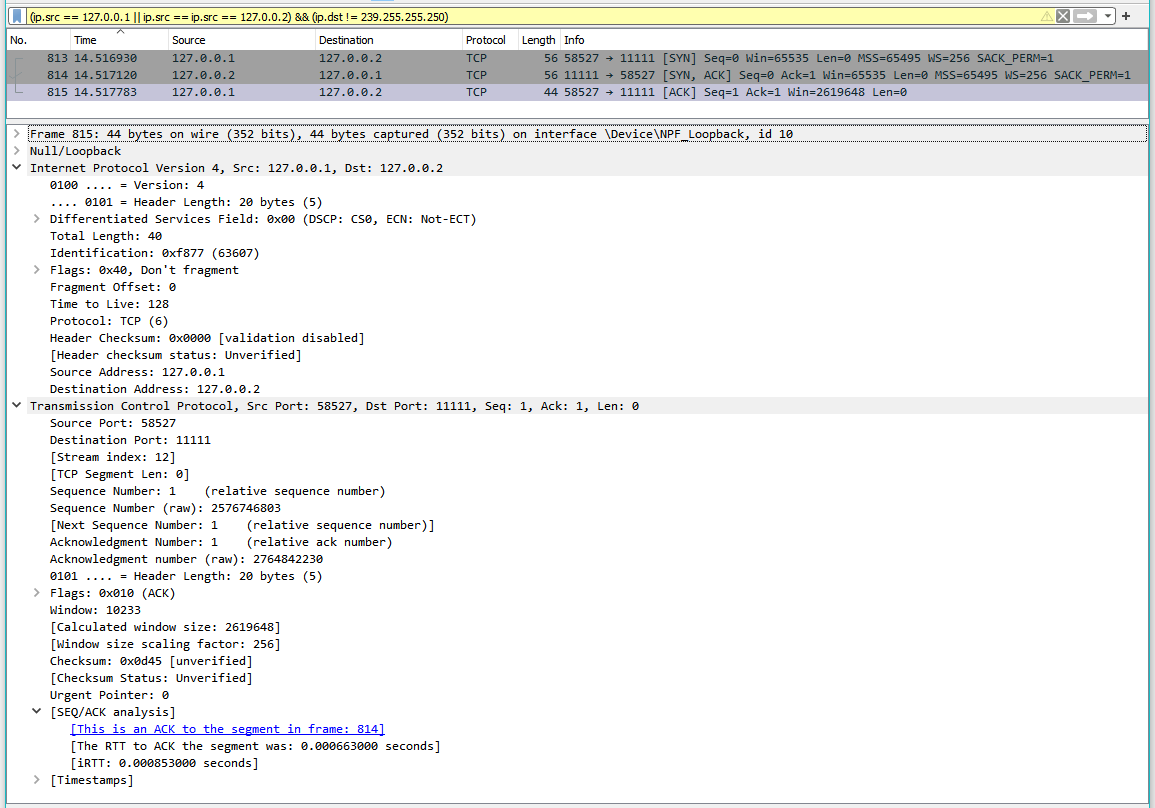 (ip.src == 127.0.0.1 || ip.src == ip.src == 127.0.0.2) && (ip.dst != 239.255.255.250)
No. Time Source Destination Protocol Length Info
813 14.516930 127.0.0.1 127.0.0.2 TCP 56 58527 → 11111 [SYN] Seq=0 Win=65535 Len=0 MSS=65495 WS=256 SACK_PERM=1
814 14.517120 127.0.0.2 127.0.0.1 TCP 56 11111 → 58527 [SYN, ACK] Seq=0 Ack=1 Win=65535 Len=0 MSS=65495 WS=256 SACK_PERM=1
815 14.517783 127.0.0.1 127.0.0.2 TCP 44 58527 → 11111 [ACK] Seq=1 Ack=1 Win=2619648 Len=0
Frame 815: 44 bytes on wire (352 bits), 44 bytes captured (352 bits) on interface \Device\NPF_Loopback, id 10
Null/Loopback
Internet Protocol Version 4, Src: 127.0.0.1, Dst: 127.0.0.2
0100 .... = Version: 4
.... 0101 = Header Length: 20 bytes (5)
Differentiated Services Field: 0x00 (DSCP: CS0, ECN: Not-ECT)
Total Length: 40
Identification: 0xf877 (63607)
Flags: 0x40, Don't fragment
Fragment Offset: 0
Time to Live: 128
Protocol: TCP (6)
Header Checksum: 0x0000 [validation disabled]
[Header checksum status: Unverified]
Source Address: 127.0.0.1
Destination Address: 127.0.0.2
Transmission Control Protocol, Src Port: 58527, Dst Port: 11111, Seq: 1, Ack: 1, Len: 0
Source Port: 58527
Destination Port: 11111
[Stream index: 12]
[TCP Segment Len: 0]
Sequence Number: 1 (relative sequence number)
Sequence Number (raw): 2576746803
[Next Sequence Number: 1 (relative sequence number)]
Acknowledgment Number: 1 (relative ack number)
Acknowledgment number (raw): 2764842230
0101 .... = Header Length: 20 bytes (5)
Flags: 0x010 (ACK)
Window: 10233
[Calculated window size: 2619648]
[Window size scaling factor: 256]
Checksum: 0x0d45 [unverified]
[Checksum Status: Unverified]
Urgent Pointer: 0
[SEQ/ACK analysis]
[This is an ACK to the segment in frame: 814]
[The RTT to ACK the segment was: 0.000663000 seconds]
[iRTT: 0.000853000 seconds]
[Timestamps]